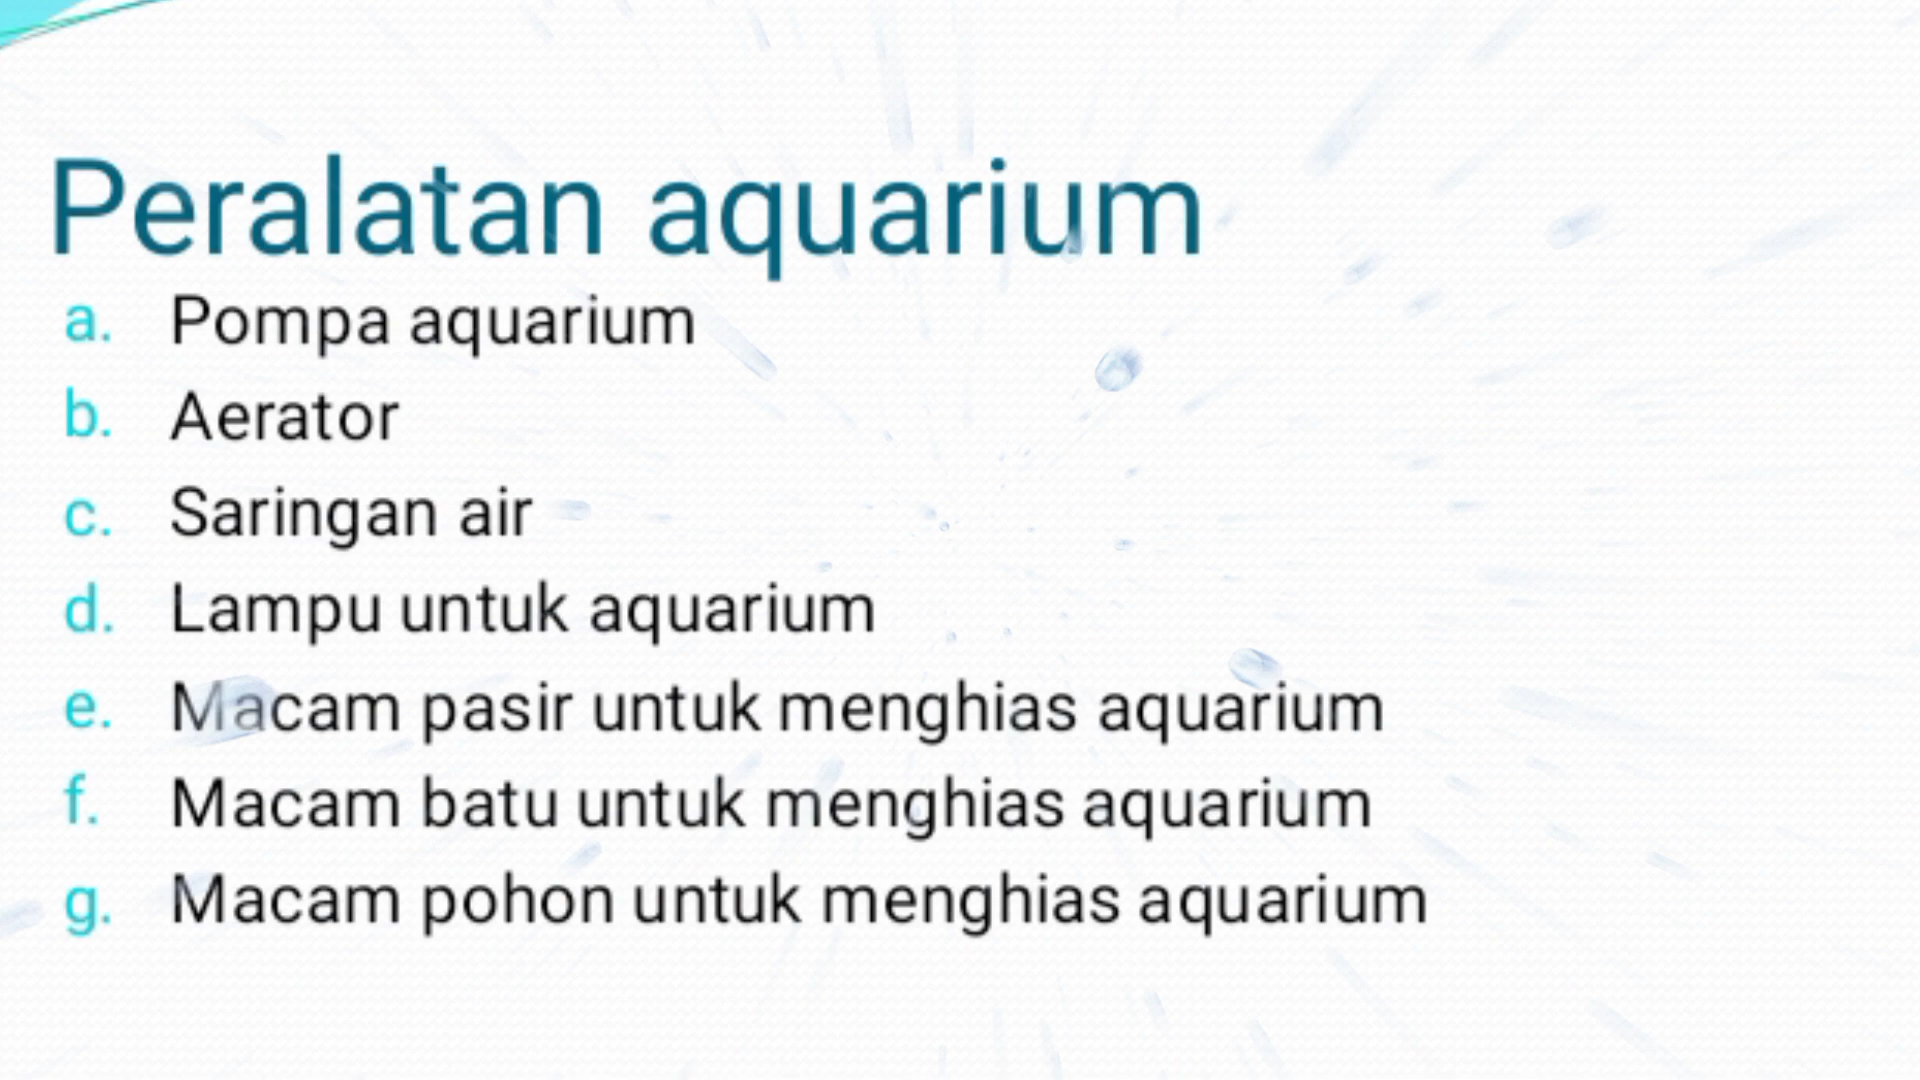 Peralatan aquarium
a. Pompa aquarium
b. Aerator
c. Saringan air
d. Lampu untuk aquarium
e. Macam pasir untuk menghias aquarium
f. Macam batu untuk menghias aquarium
g. Macam pohon untuk menghias aquarium